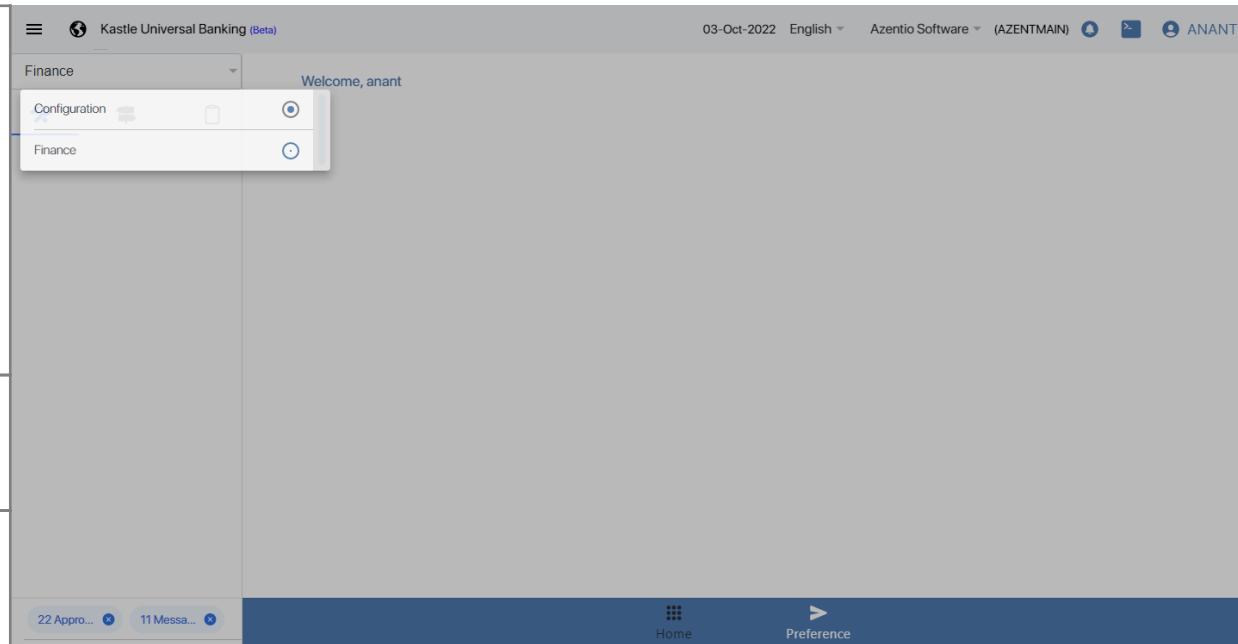 Kastle Universal Banking (Beta)
03-Oct-2022 English Azentio Software (AZENTMAIN) ANANT
Finance
Welcome, anant
Configuration
Finance
22 Appro... 11 Messa...
Home Preference